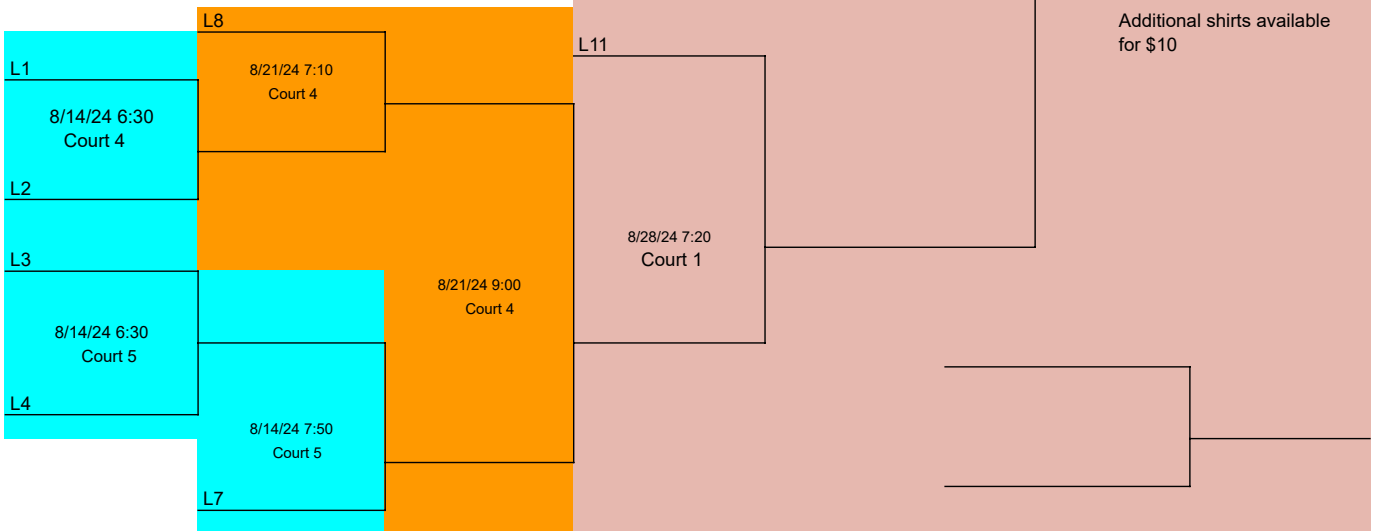 L8
Additional shirts available
for $10
L11
L1
8/21/24 7:10
Court 4
8/14/24 6:30
Court 4
L2
L3
8/28/24 7:20
Court 1
8/21/24 9:00
Court 4
8/14/24 6:30
Court 5
L4
8/14/24 7:50
Court 5
L7